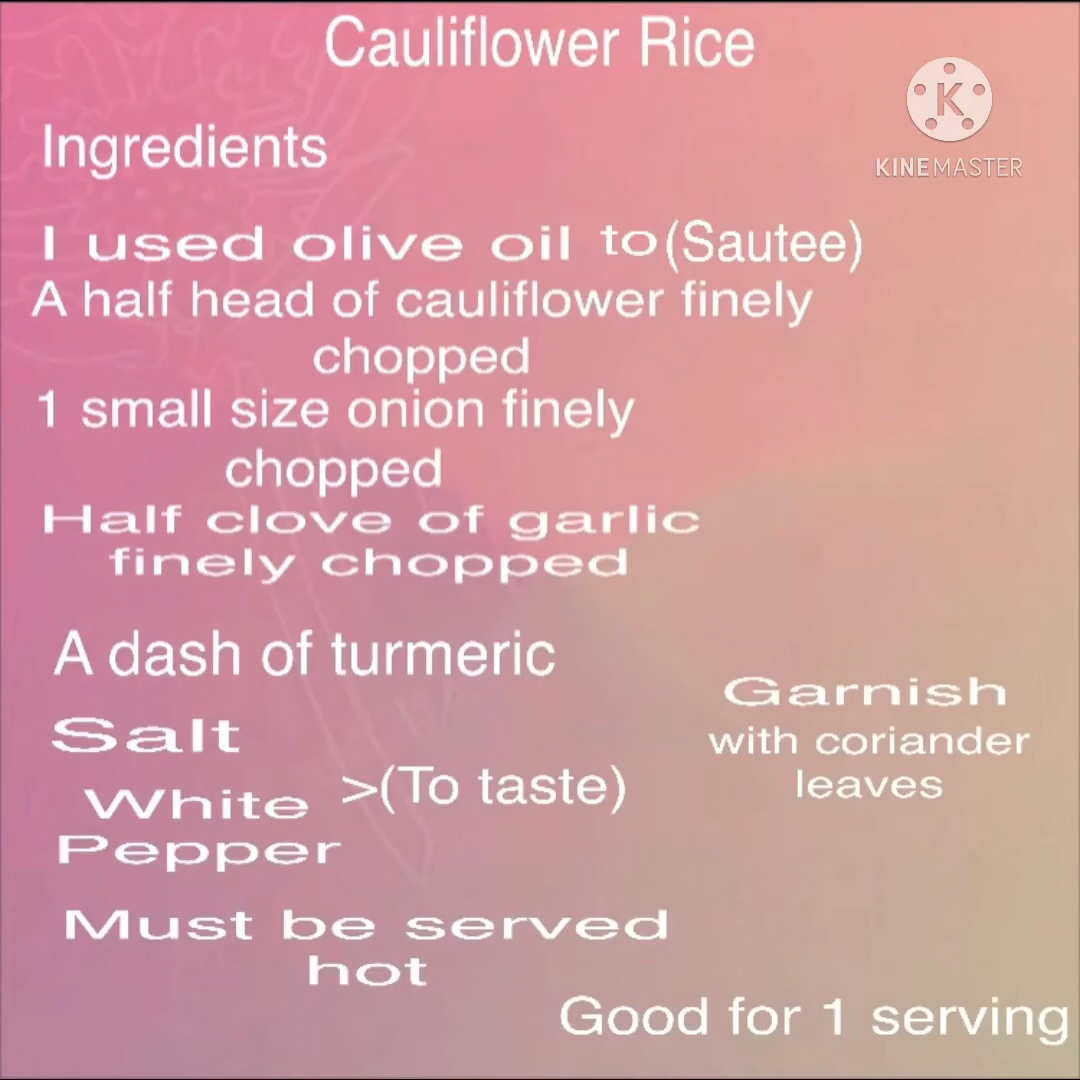 Cauliflower Rice
K
KINEMASTER
Ingredients
I used olive oil to (Sautee)
A half head of cauliflower finely
chopped
1 small size onion finely
chopped
Half clove of garlic
finely chopped
A dash of turmeric
Salt
White >(To taste)
Pepper
Garnish
with coriander
leaves
Must be served
hot
Good for 1 serving